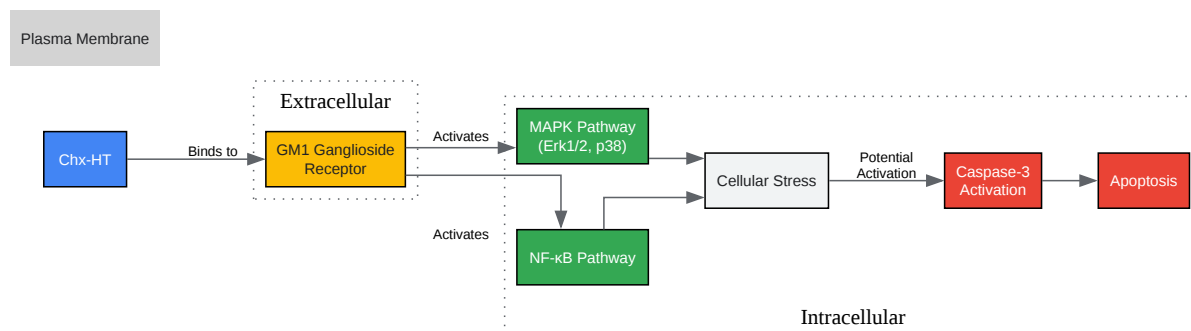 Plasma Membrane
Extracellular
Chx-HT
Binds to
GM1 Ganglioside
Receptor
Activates
MAPK Pathway
(Erk1/2, p38)
Activates
NF-κB Pathway
Cellular Stress
Potential
Activation
Caspase-3
Activation
Apoptosis
Intracellular